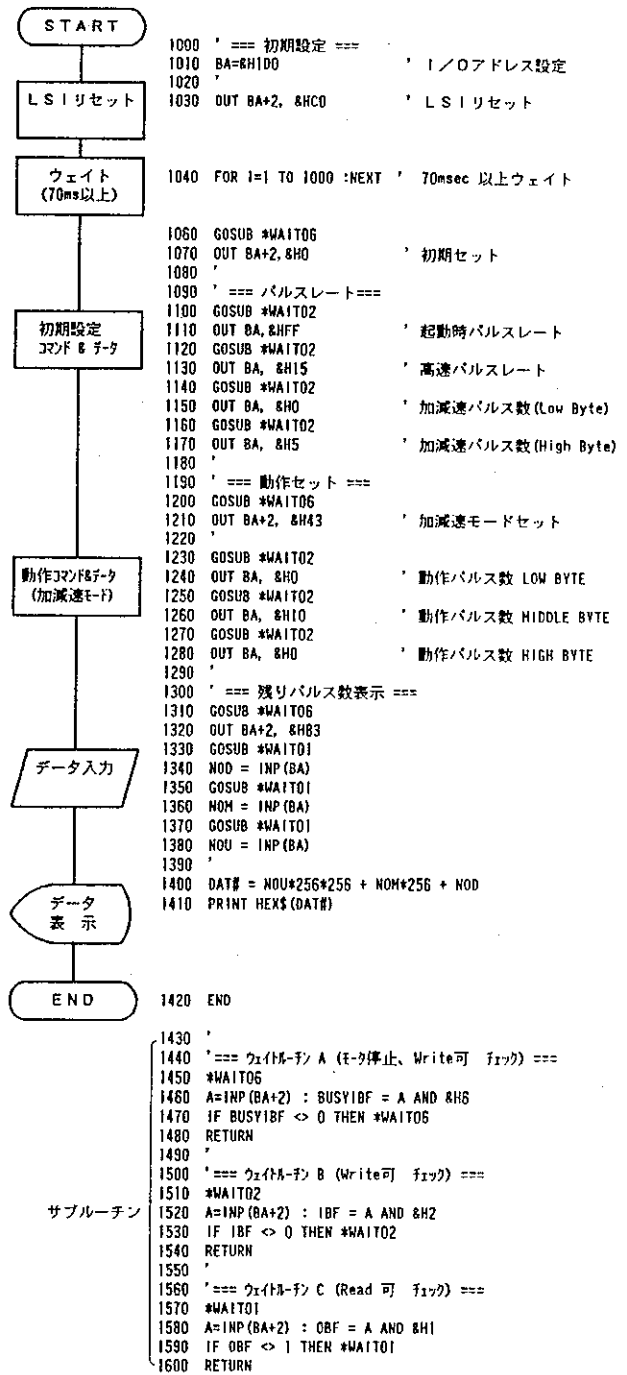 START
1000 ' === 初期設定 ===
1010 BA=&H1D0 ' I/Oアドレス設定
1020 '
LSIリセット
1030 OUT BA+2, &HC0 ' LSIリセット
ウェイト
(70ms以上)
1040 FOR I=1 TO 1000 :NEXT ' 70msec 以上ウェイト
1060 GOSUB *WAIT06
1070 OUT BA+2,&H0 ' 初期セット
1080 '
1090 ' === パルスレート===
初期設定
コマンド & データ
1100 GOSUB *WAIT02
1110 OUT BA,&HFF ' 起動時パルスレート
1120 GOSUB *WAIT02
1130 OUT BA, &H15 ' 高速パルスレート
1140 GOSUB *WAIT02
1150 OUT BA, &H0 ' 加減速パルス数(Low Byte)
1160 GOSUB *WAIT02
1170 OUT BA, &H5 ' 加減速パルス数(High Byte)
1180 '
1190 ' === 動作セット ===
1200 GOSUB *WAIT06
1210 OUT BA+2, &H43 ' 加減速モードセット
1220 '
動作コマンド&データ
(加減速モード)
1230 GOSUB *WAIT02
1240 OUT BA, &H0 ' 動作パルス数 LOW BYTE
1250 GOSUB *WAIT02
1260 OUT BA, &H10 ' 動作パルス数 MIDDLE BYTE
1270 GOSUB *WAIT02
1280 OUT BA, &H0 ' 動作パルス数 HIGH BYTE
1290 '
1300 ' === 残りパルス数表示 ===
1310 GOSUB *WAIT06
1320 OUT BA+2, &HB3
1330 GOSUB *WAIT01
データ入力
1340 NOD = INP(BA)
1350 GOSUB *WAIT01
1360 NOM = INP(BA)
1370 GOSUB *WAIT01
1380 NOU = INP(BA)
1390 '
データ
表 示
1400 DAT# = NOU*256*256 + NOM*256 + NOD
1410 PRINT HEX$(DAT#)
END
1420 END
1430 '
1440 '=== ウェイトルーチン A (モータ停止、Write可 チェック) ===
1450 *WAIT06
1460 A=INP(BA+2) : BUSYIBF = A AND &H6
1470 IF BUSYIBF <> 0 THEN *WAIT06
1480 RETURN
1490 '
1500 '=== ウェイトルーチン B (Write可 チェック) ===
サブルーチン
1510 *WAIT02
1520 A=INP(BA+2) : IBF = A AND &H2
1530 IF IBF <> 0 THEN *WAIT02
1540 RETURN
1550 '
1560 '=== ウェイトルーチン C (Read 可 チェック) ===
1570 *WAIT01
1580 A=INP(BA+2) : OBF = A AND &H1
1590 IF OBF <> 1 THEN *WAIT01
1600 RETURN